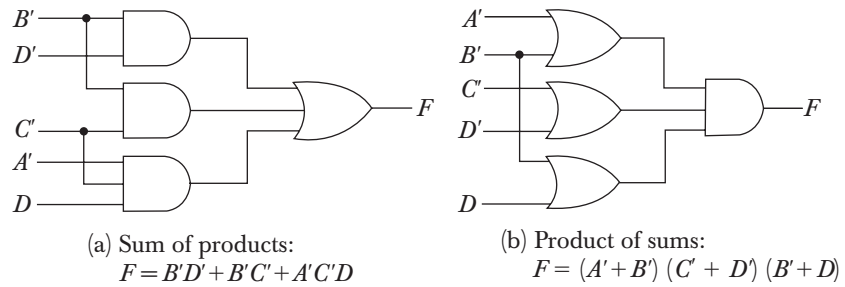 B′
D′
C′
A′
D
F
(a) Sum of products:
F = B′D′ + B′C′ + A′C′D
A′
B′
C′
D′
D
F
(b) Product of sums:
F = (A′ + B′) (C′ + D′) (B′ + D)